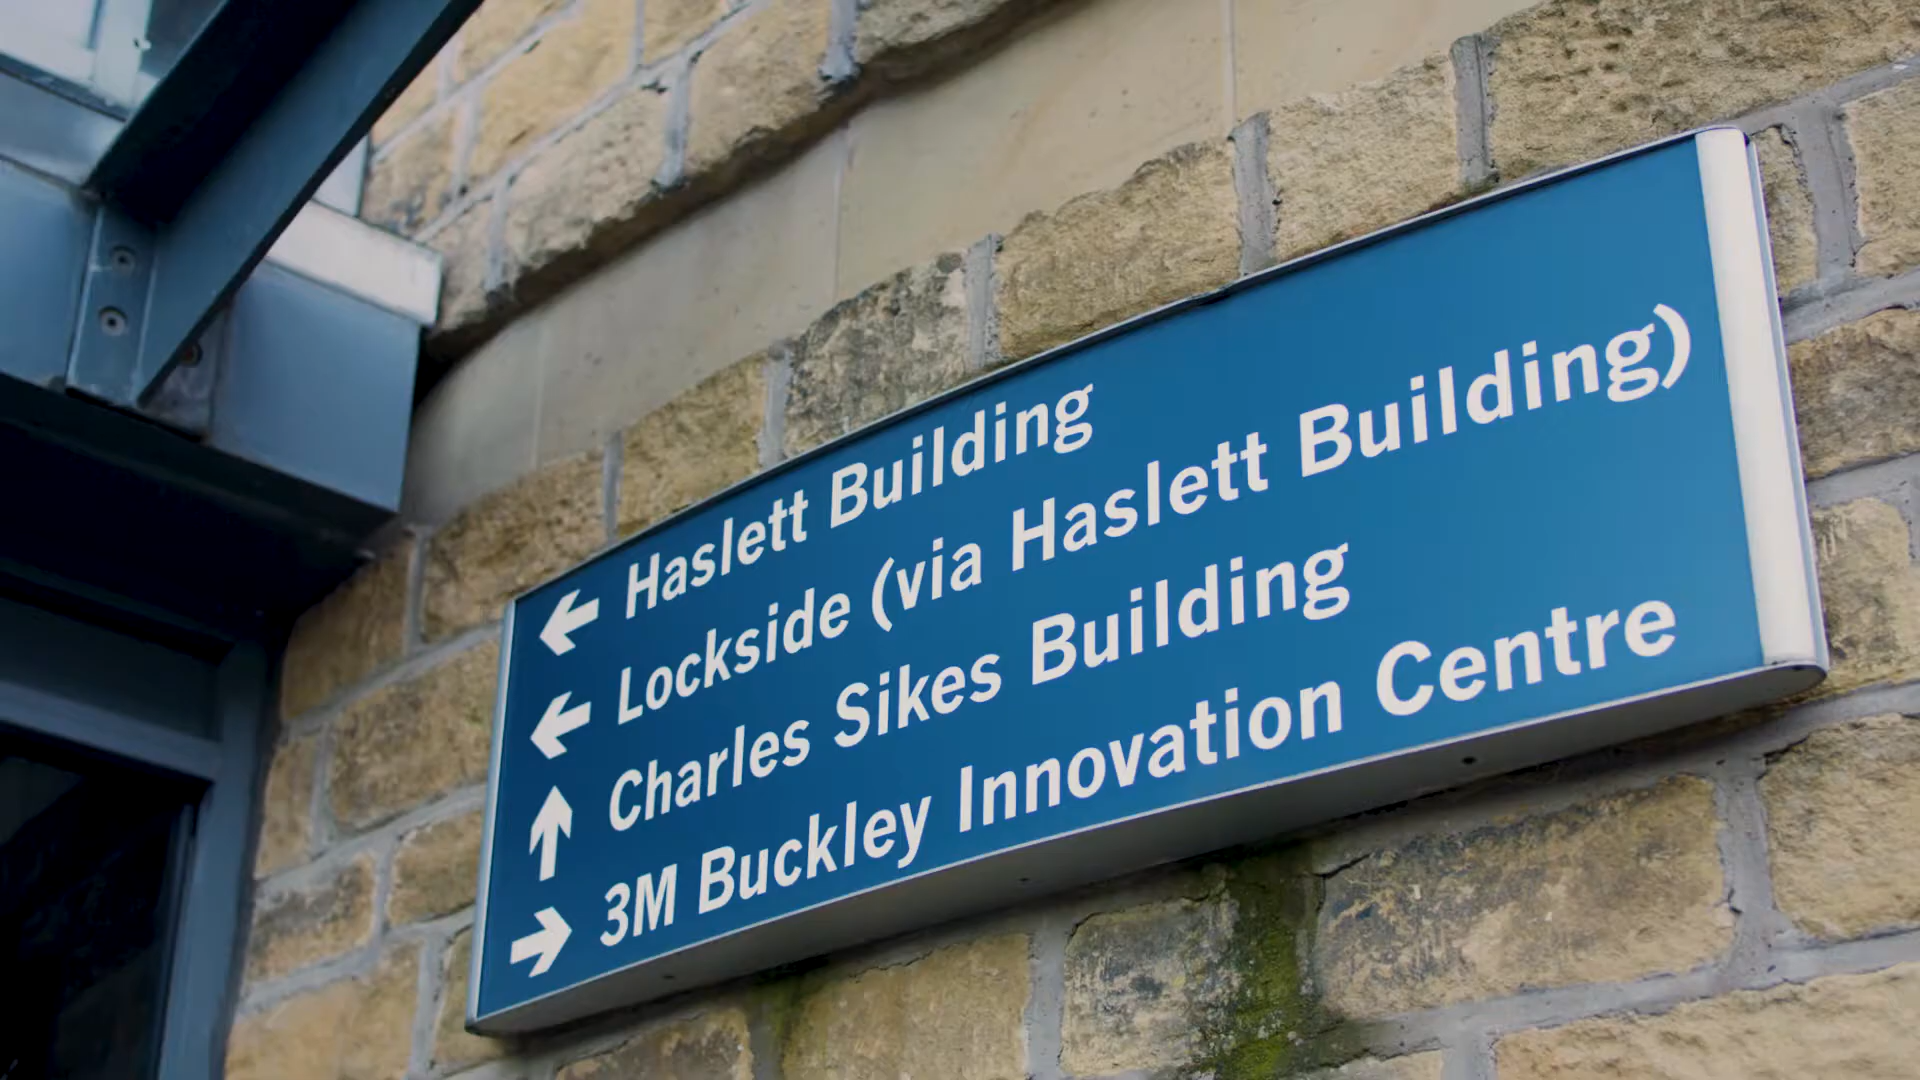 ← Haslett Building
← Lockside (via Haslett Building)
↑ Charles Sikes Building
→ 3M Buckley Innovation Centre